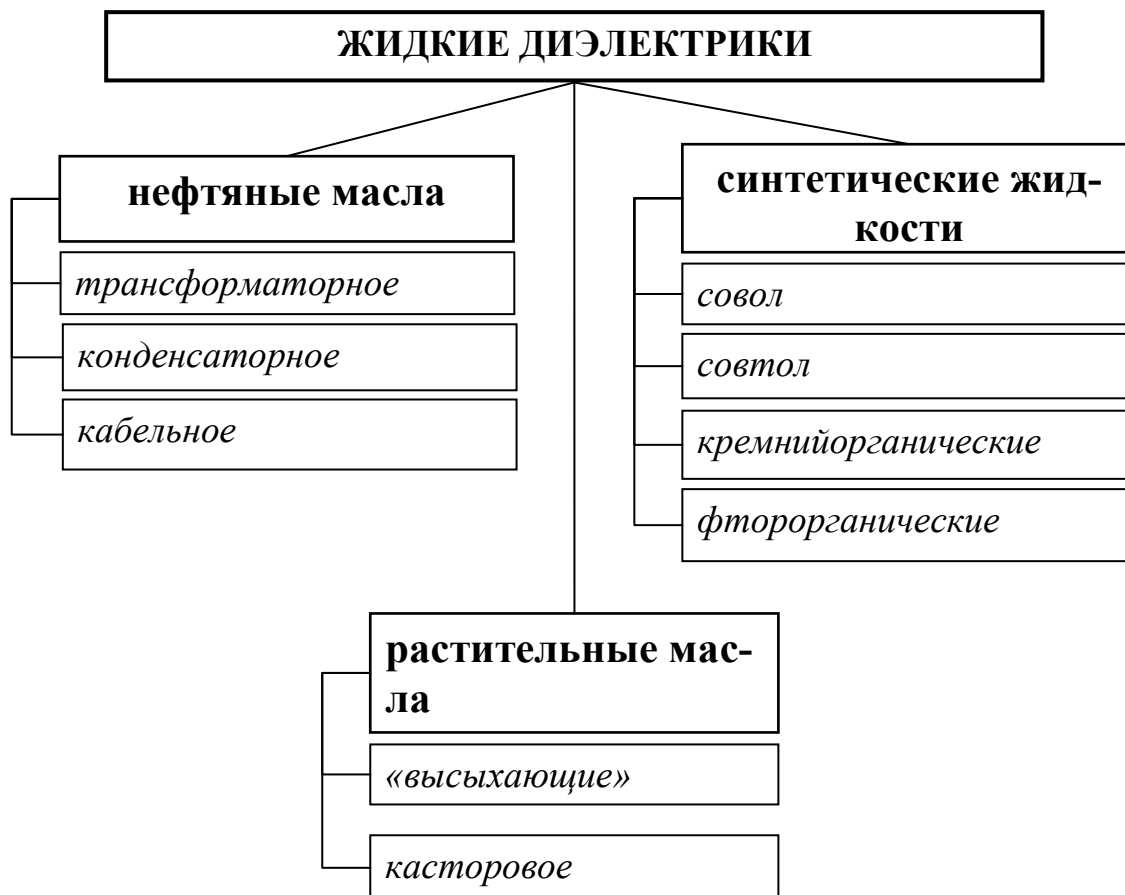 ЖИДКИЕ ДИЭЛЕКТРИКИ
нефтяные масла
трансформаторное
конденсаторное
кабельное
синтетические жид-
кости
совол
совтол
кремнийорганические
фторорганические
растительные мас-
ла
«высыхающие»
касторовое